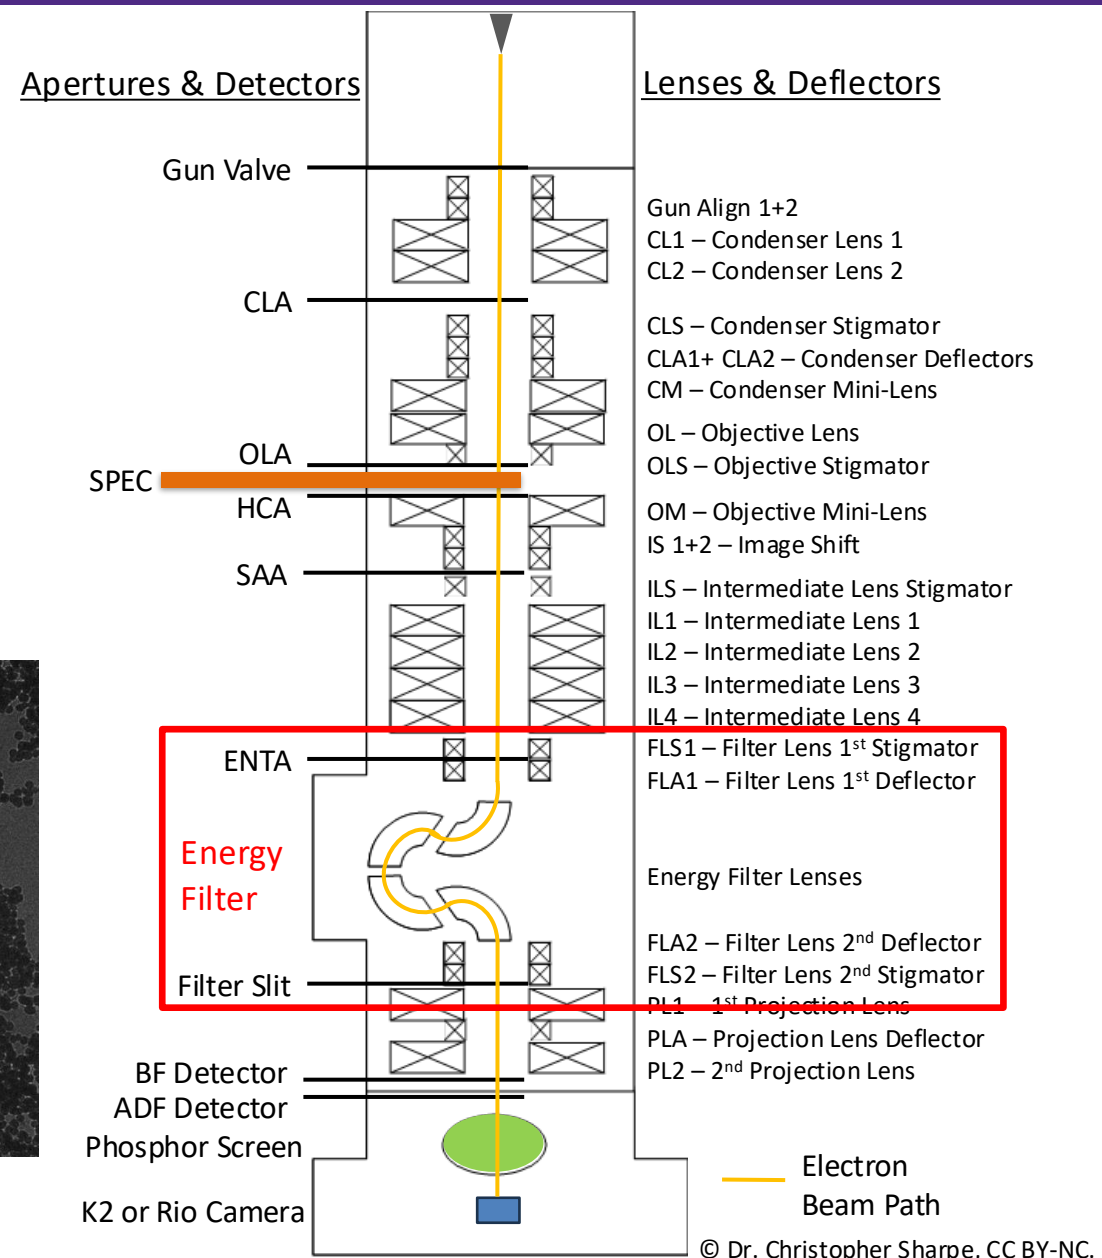 Apertures & Detectors
Lenses & Deflectors
Gun Valve
Gun Align 1+2
CL1 – Condenser Lens 1
CL2 – Condenser Lens 2
CLA
CLS – Condenser Stigmator
CLA1+ CLA2 – Condenser Deflectors
CM – Condenser Mini-Lens
OL – Objective Lens
OLA
OLS – Objective Stigmator
SPEC
HCA
OM – Objective Mini-Lens
IS 1+2 – Image Shift
SAA
ILS – Intermediate Lens Stigmator
IL1 – Intermediate Lens 1
IL2 – Intermediate Lens 2
IL3 – Intermediate Lens 3
IL4 – Intermediate Lens 4
FLS1 – Filter Lens 1st Stigmator
ENTA
FLA1 – Filter Lens 1st Deflector
Energy
Filter
Energy Filter Lenses
FLA2 – Filter Lens 2nd Deflector
FLS2 – Filter Lens 2nd Stigmator
Filter Slit
PL1 – 1st Projection Lens
PLA – Projection Lens Deflector
PL2 – 2nd Projection Lens
BF Detector
ADF Detector
Phosphor Screen
Electron
Beam Path
K2 or Rio Camera
© Dr. Christopher Sharpe. CC BY-NC.